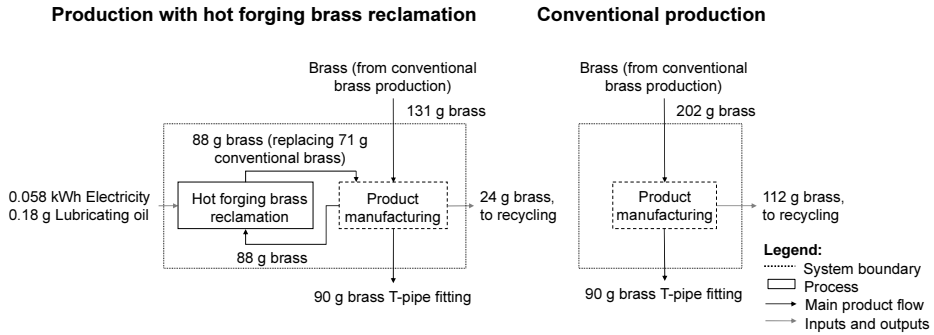 Production with hot forging brass reclamation
Brass (from conventional
brass production)
131 g brass
88 g brass (replacing 71 g
conventional brass)
0.058 kWh Electricity
0.18 g Lubricating oil
Hot forging brass
reclamation
Product
manufacturing
24 g brass,
to recycling
88 g brass
90 g brass T-pipe fitting
Conventional production
Brass (from conventional
brass production)
202 g brass
Product
manufacturing
112 g brass,
to recycling
90 g brass T-pipe fitting
Legend:
System boundary
Process
Main product flow
Inputs and outputs